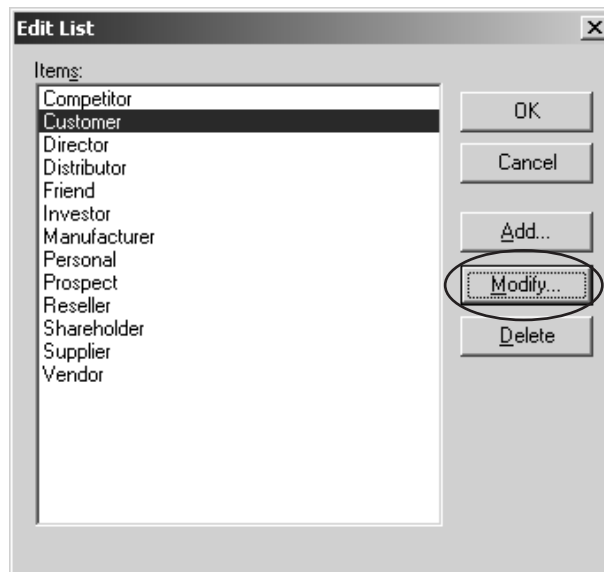 Edit List
Items:
Competitor
Customer
Director
Distributor
Friend
Investor
Manufacturer
Personal
Prospect
Reseller
Shareholder
Supplier
Vendor
OK
Cancel
Add...
Modify...
Delete